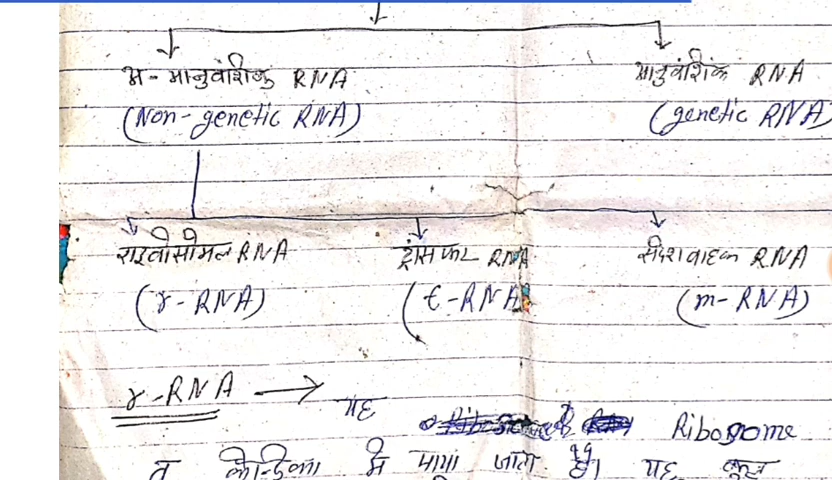 अ-आनुवंशिक RNA आनुवंशिक RNA
(Non-genetic RNA) (genetic RNA)
राइबोसोमल RNA ट्रांसफर RNA संदेशवाहक RNA
(r-RNA) (t-RNA) (m-RNA)
r-RNA → यह Ribosome
व केन्द्रिका में पाया जाता है। यह कुल